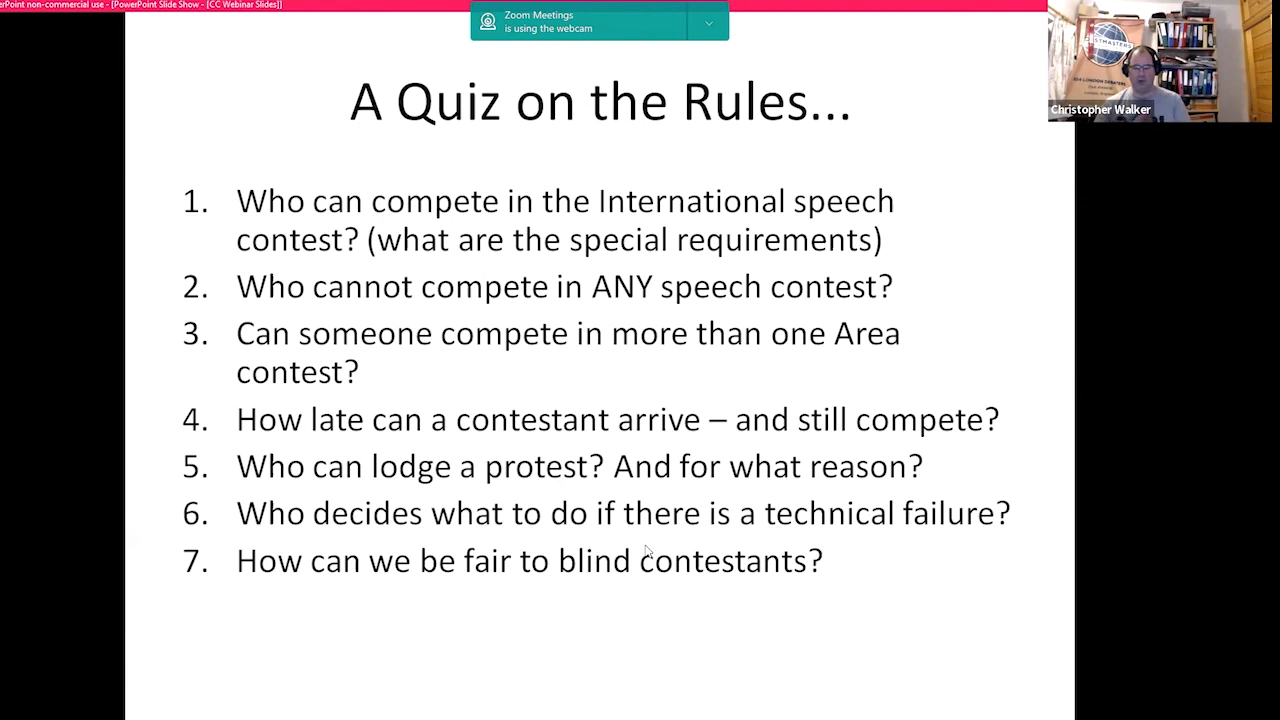 erPoint non-commercial use - [PowerPoint Slide Show - [CC Webinar Slides]]
Zoom Meetings
is using the webcam
Christopher Walker
A Quiz on the Rules...
1. Who can compete in the International speech
contest? (what are the special requirements)
2. Who cannot compete in ANY speech contest?
3. Can someone compete in more than one Area
contest?
4. How late can a contestant arrive – and still compete?
5. Who can lodge a protest? And for what reason?
6. Who decides what to do if there is a technical failure?
7. How can we be fair to blind contestants?